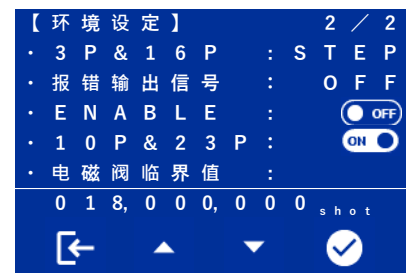 【环境设定】 2／2
・3P&16P :STEP
・报错输出信号 : OFF
・ENABLE : OFF
・10P&23P: ON
・电磁阀临界值 :
018,000,000 shot